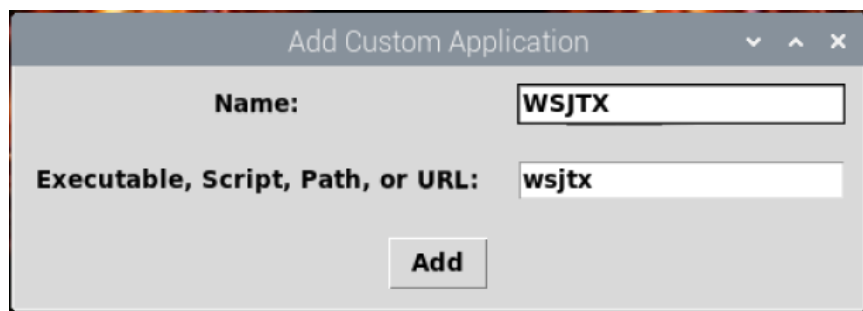 Add Custom Application
Name: WSJTX
Executable, Script, Path, or URL: wsjtx
Add